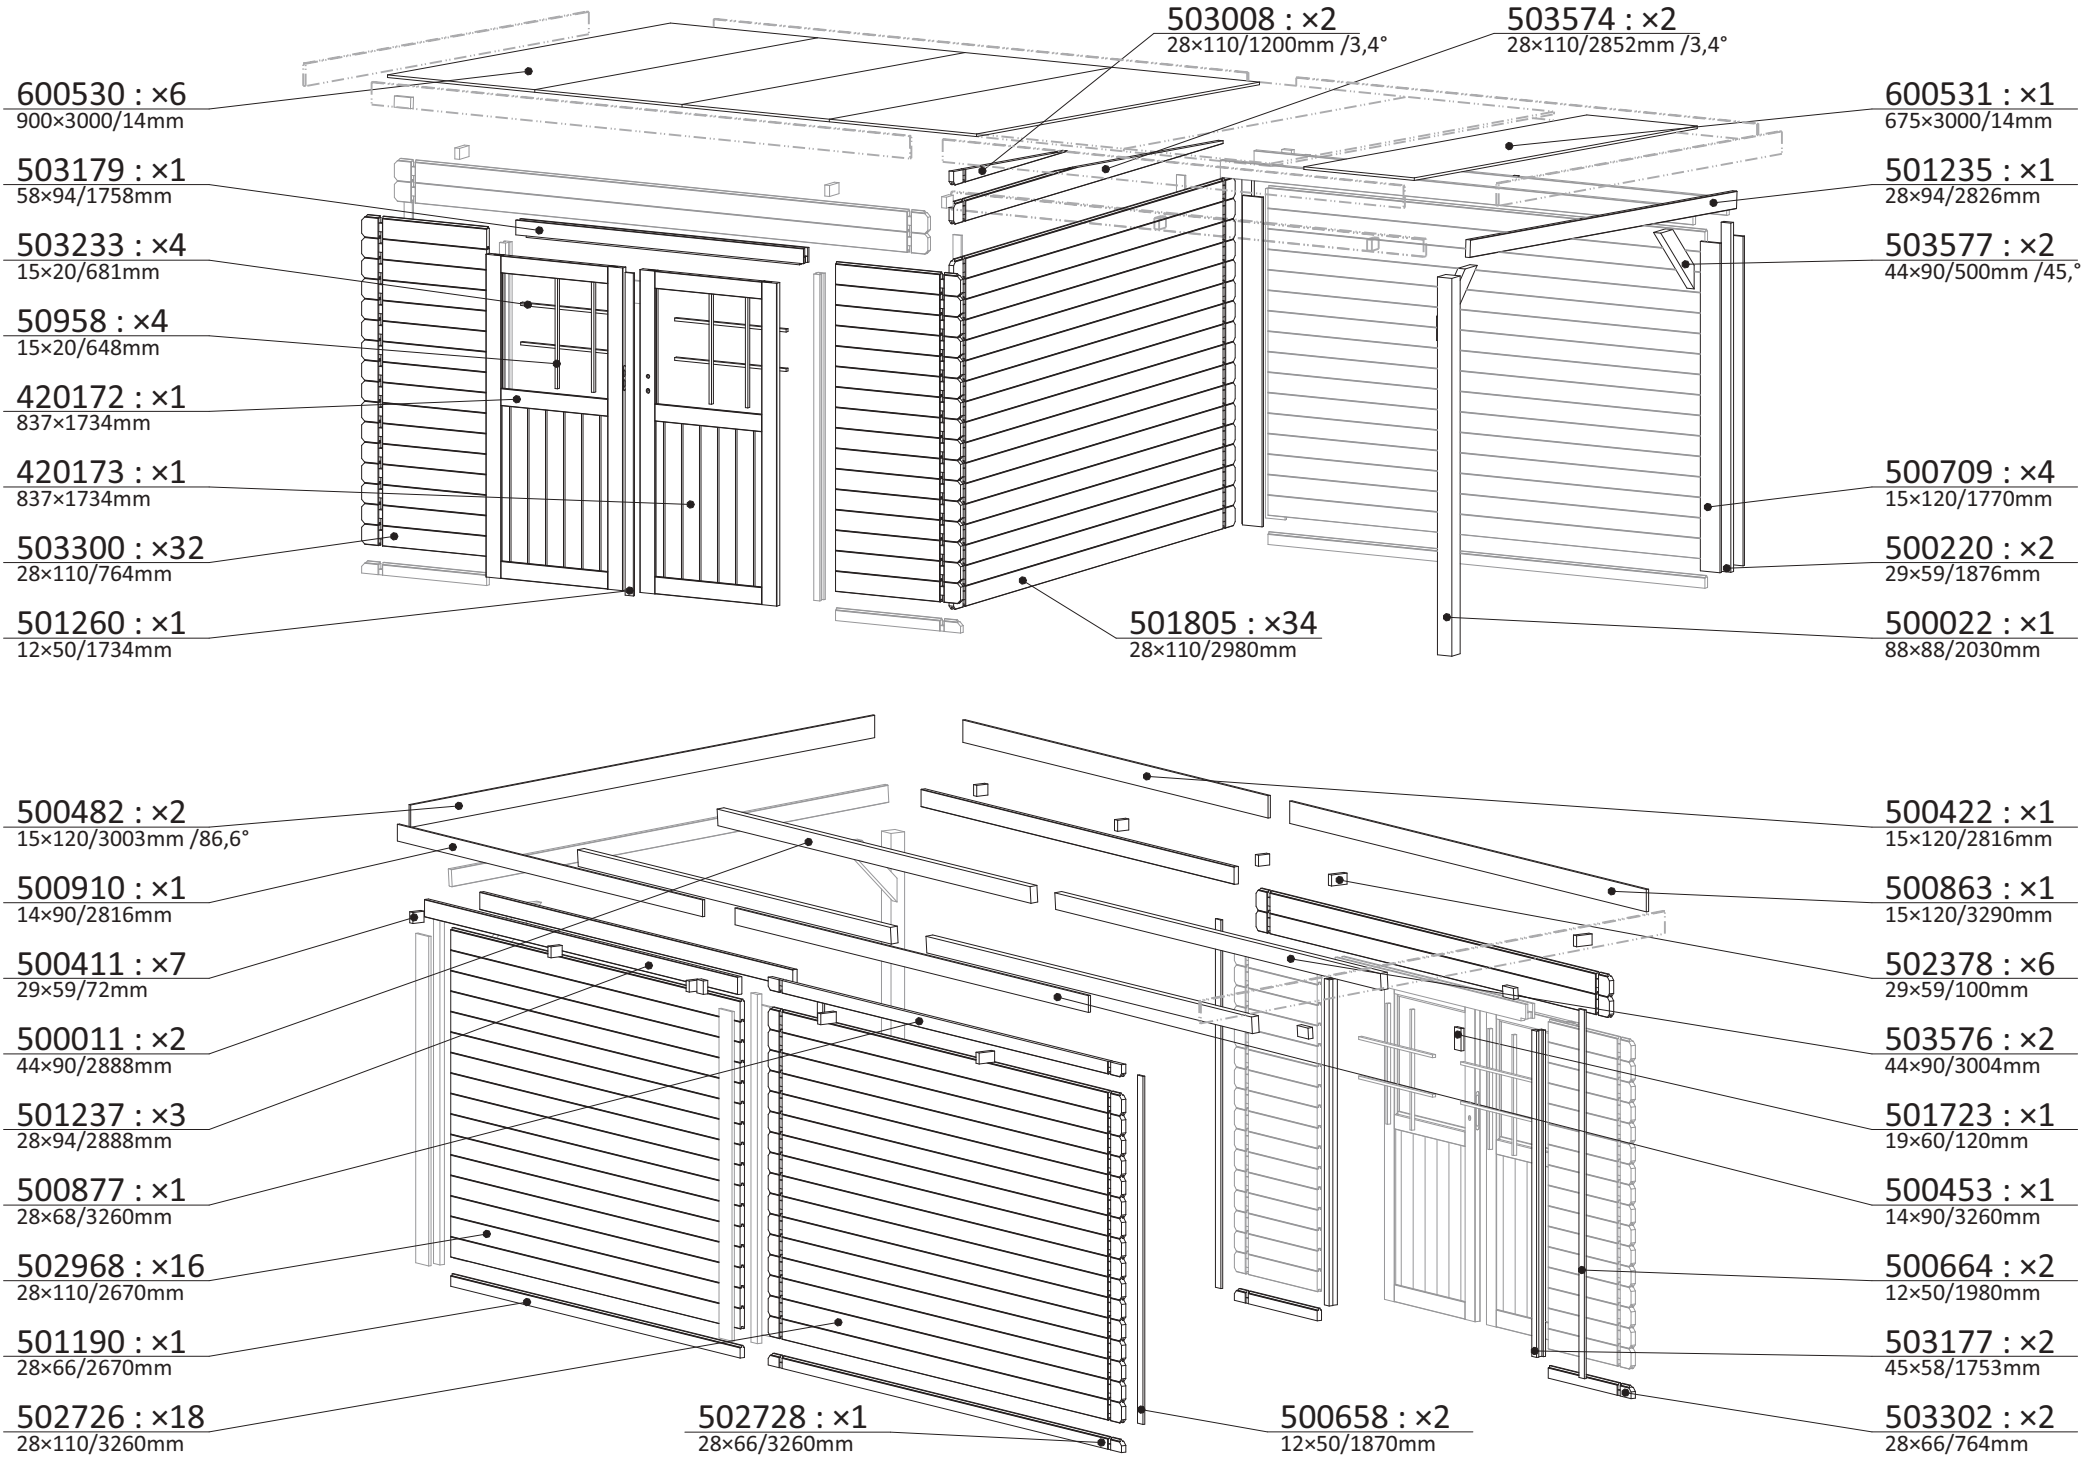 503008 : ×2
28×110/1200mm /3,4°
503574 : ×2
28×110/2852mm /3,4°
600530 : ×6
900×3000/14mm
503179 : ×1
58×94/1758mm
503233 : ×4
15×20/681mm
50958 : ×4
15×20/648mm
420172 : ×1
837×1734mm
420173 : ×1
837×1734mm
503300 : ×32
28×110/764mm
501260 : ×1
12×50/1734mm
501805 : ×34
28×110/2980mm
600531 : ×1
675×3000/14mm
501235 : ×1
28×94/2826mm
503577 : ×2
44×90/500mm /45,°
500709 : ×4
15×120/1770mm
500220 : ×2
29×59/1876mm
500022 : ×1
88×88/2030mm
500482 : ×2
15×120/3003mm /86,6°
500910 : ×1
14×90/2816mm
500411 : ×7
29×59/72mm
500011 : ×2
44×90/2888mm
501237 : ×3
28×94/2888mm
500877 : ×1
28×68/3260mm
502968 : ×16
28×110/2670mm
501190 : ×1
28×66/2670mm
502726 : ×18
28×110/3260mm
502728 : ×1
28×66/3260mm
500658 : ×2
12×50/1870mm
500422 : ×1
15×120/2816mm
500863 : ×1
15×120/3290mm
502378 : ×6
29×59/100mm
503576 : ×2
44×90/3004mm
501723 : ×1
19×60/120mm
500453 : ×1
14×90/3260mm
500664 : ×2
12×50/1980mm
503177 : ×2
45×58/1753mm
503302 : ×2
28×66/764mm